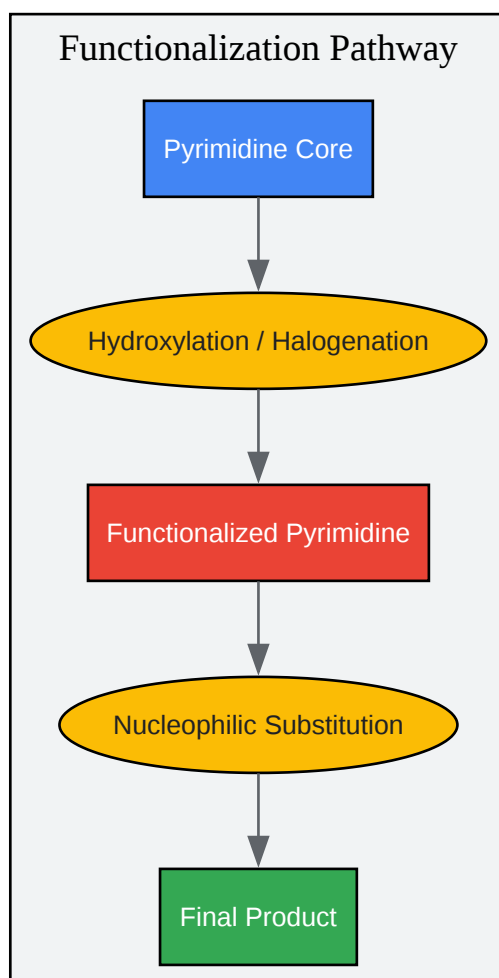 Functionalization Pathway
Pyrimidine Core
Hydroxylation / Halogenation
Functionalized Pyrimidine
Nucleophilic Substitution
Final Product